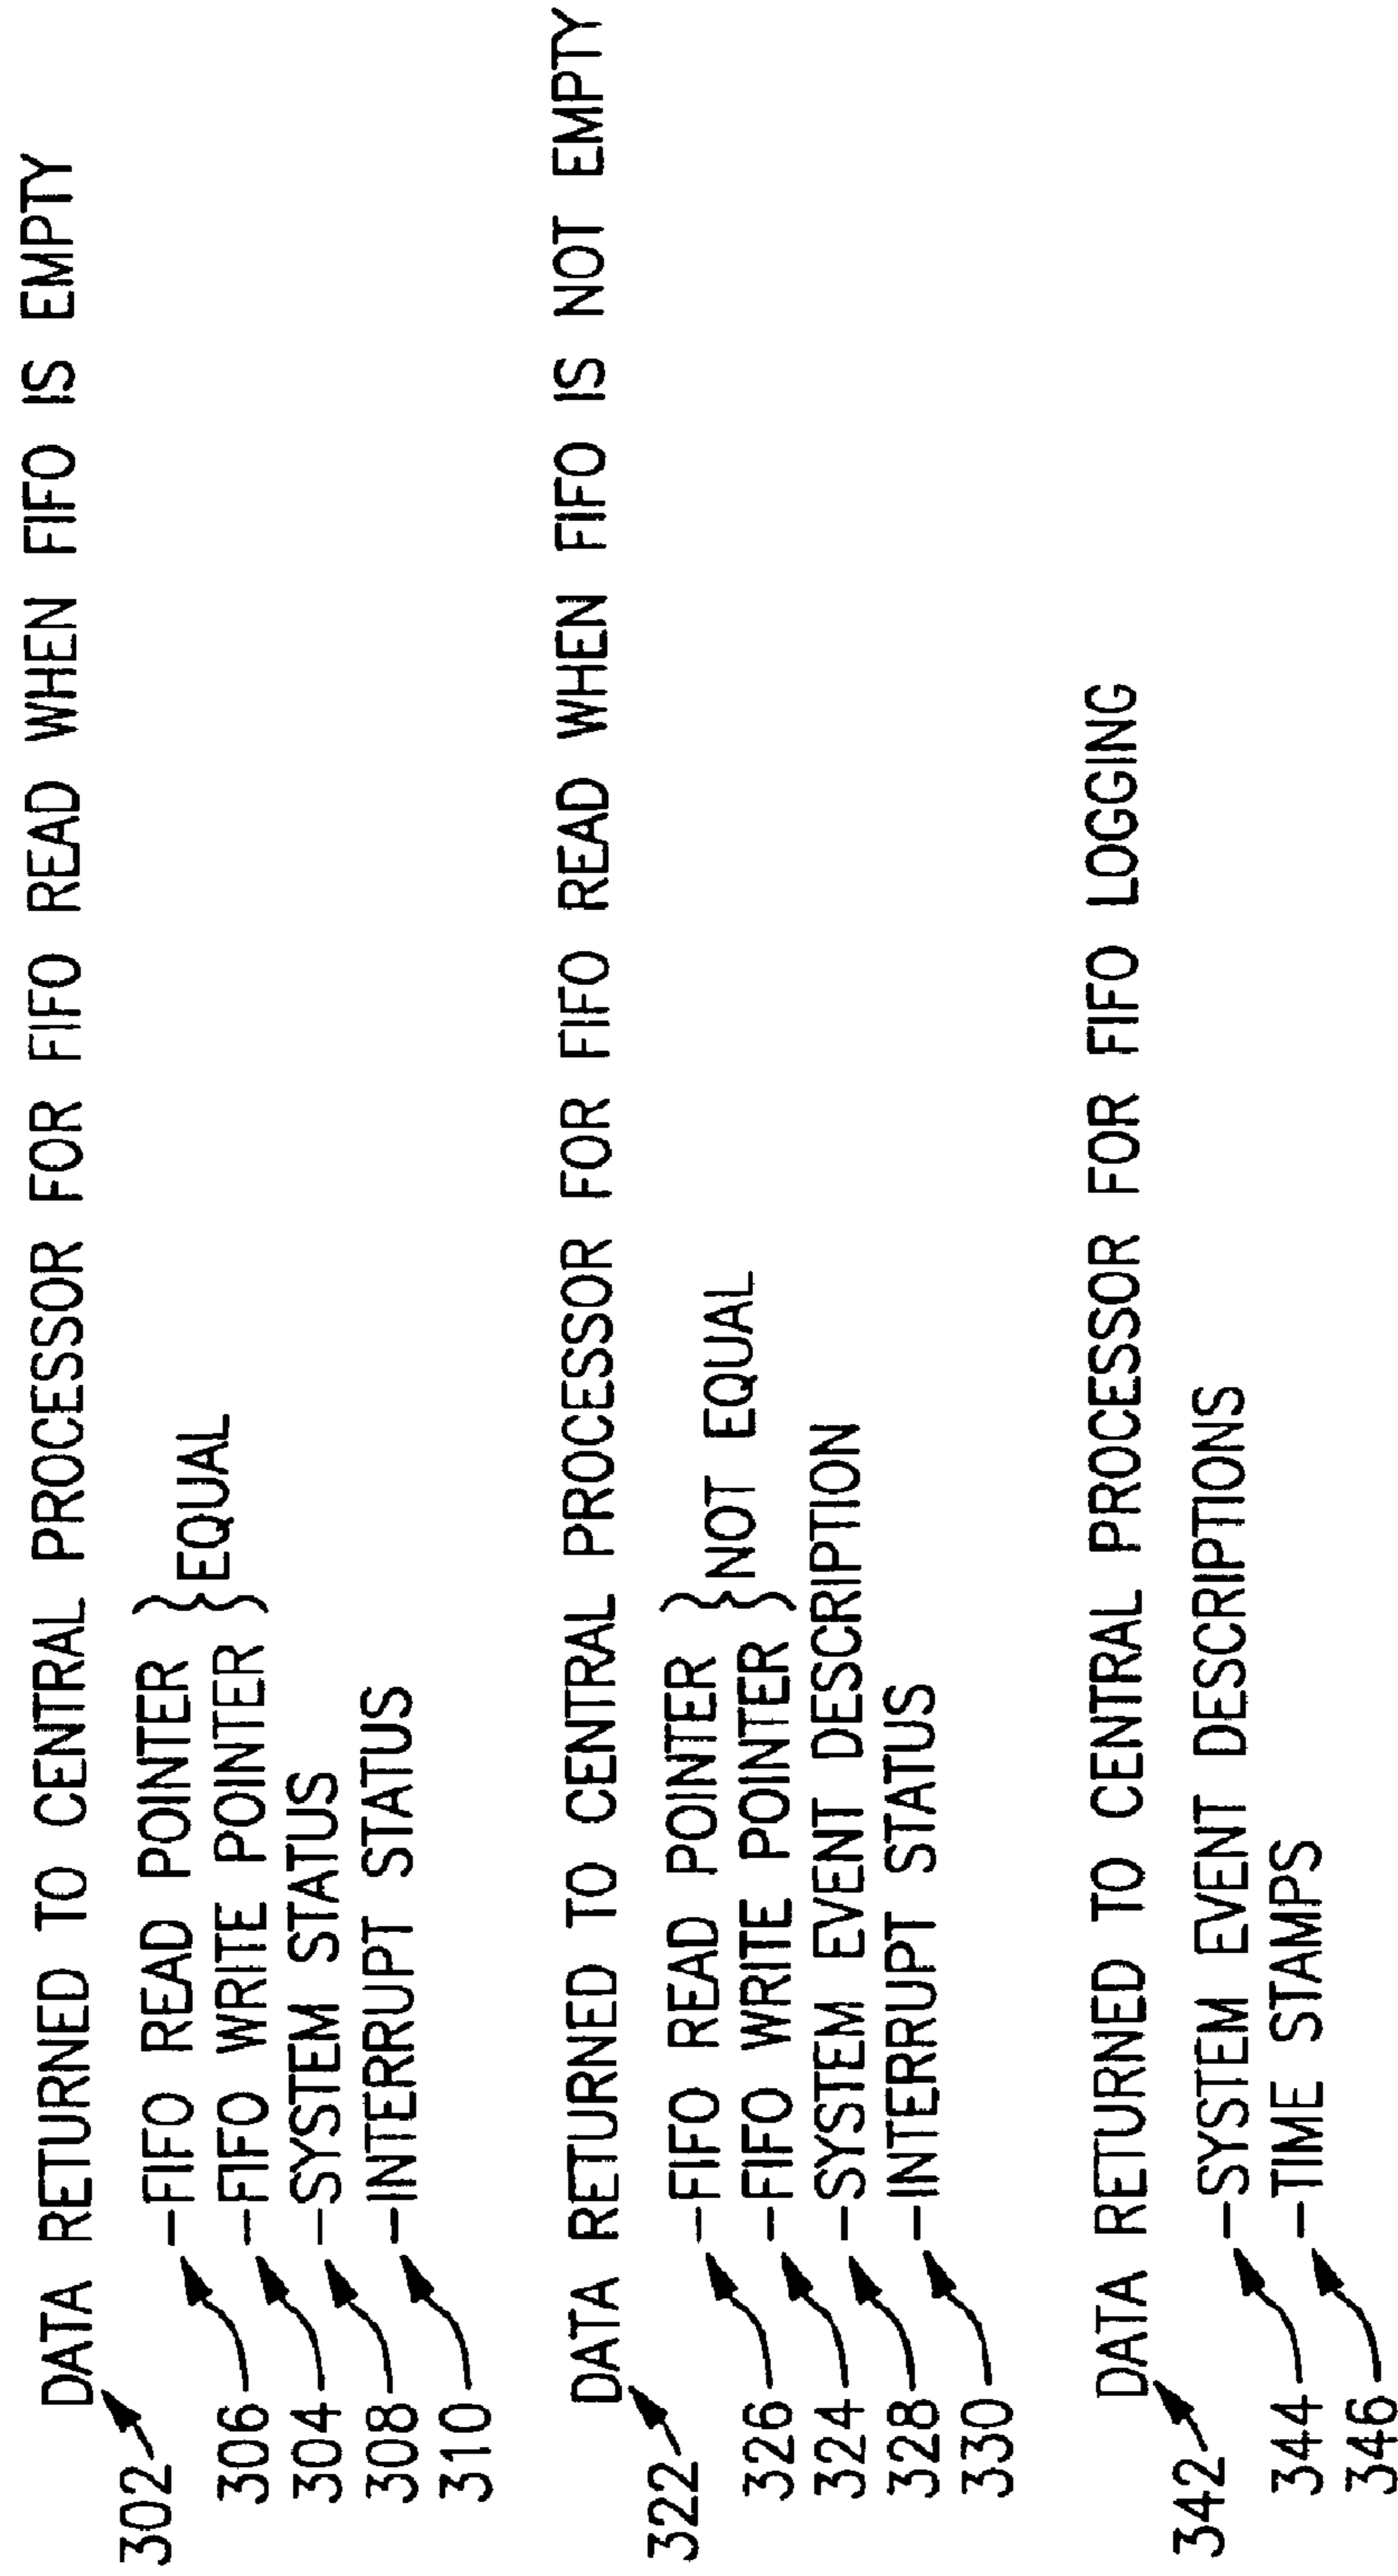 DATA RETURNED TO CENTRAL PROCESSOR FOR FIFO READ WHEN FIFO IS EMPTY
302
306 –FIFO READ POINTER } EQUAL
304 –FIFO WRITE POINTER
308 –SYSTEM STATUS
310 –INTERRUPT STATUS
DATA RETURNED TO CENTRAL PROCESSOR FOR FIFO READ WHEN FIFO IS NOT EMPTY
322
326 –FIFO READ POINTER } NOT EQUAL
324 –FIFO WRITE POINTER
328 –SYSTEM EVENT DESCRIPTION
330 –INTERRUPT STATUS
DATA RETURNED TO CENTRAL PROCESSOR FOR FIFO LOGGING
342
344 –SYSTEM EVENT DESCRIPTIONS
346 –TIME STAMPS